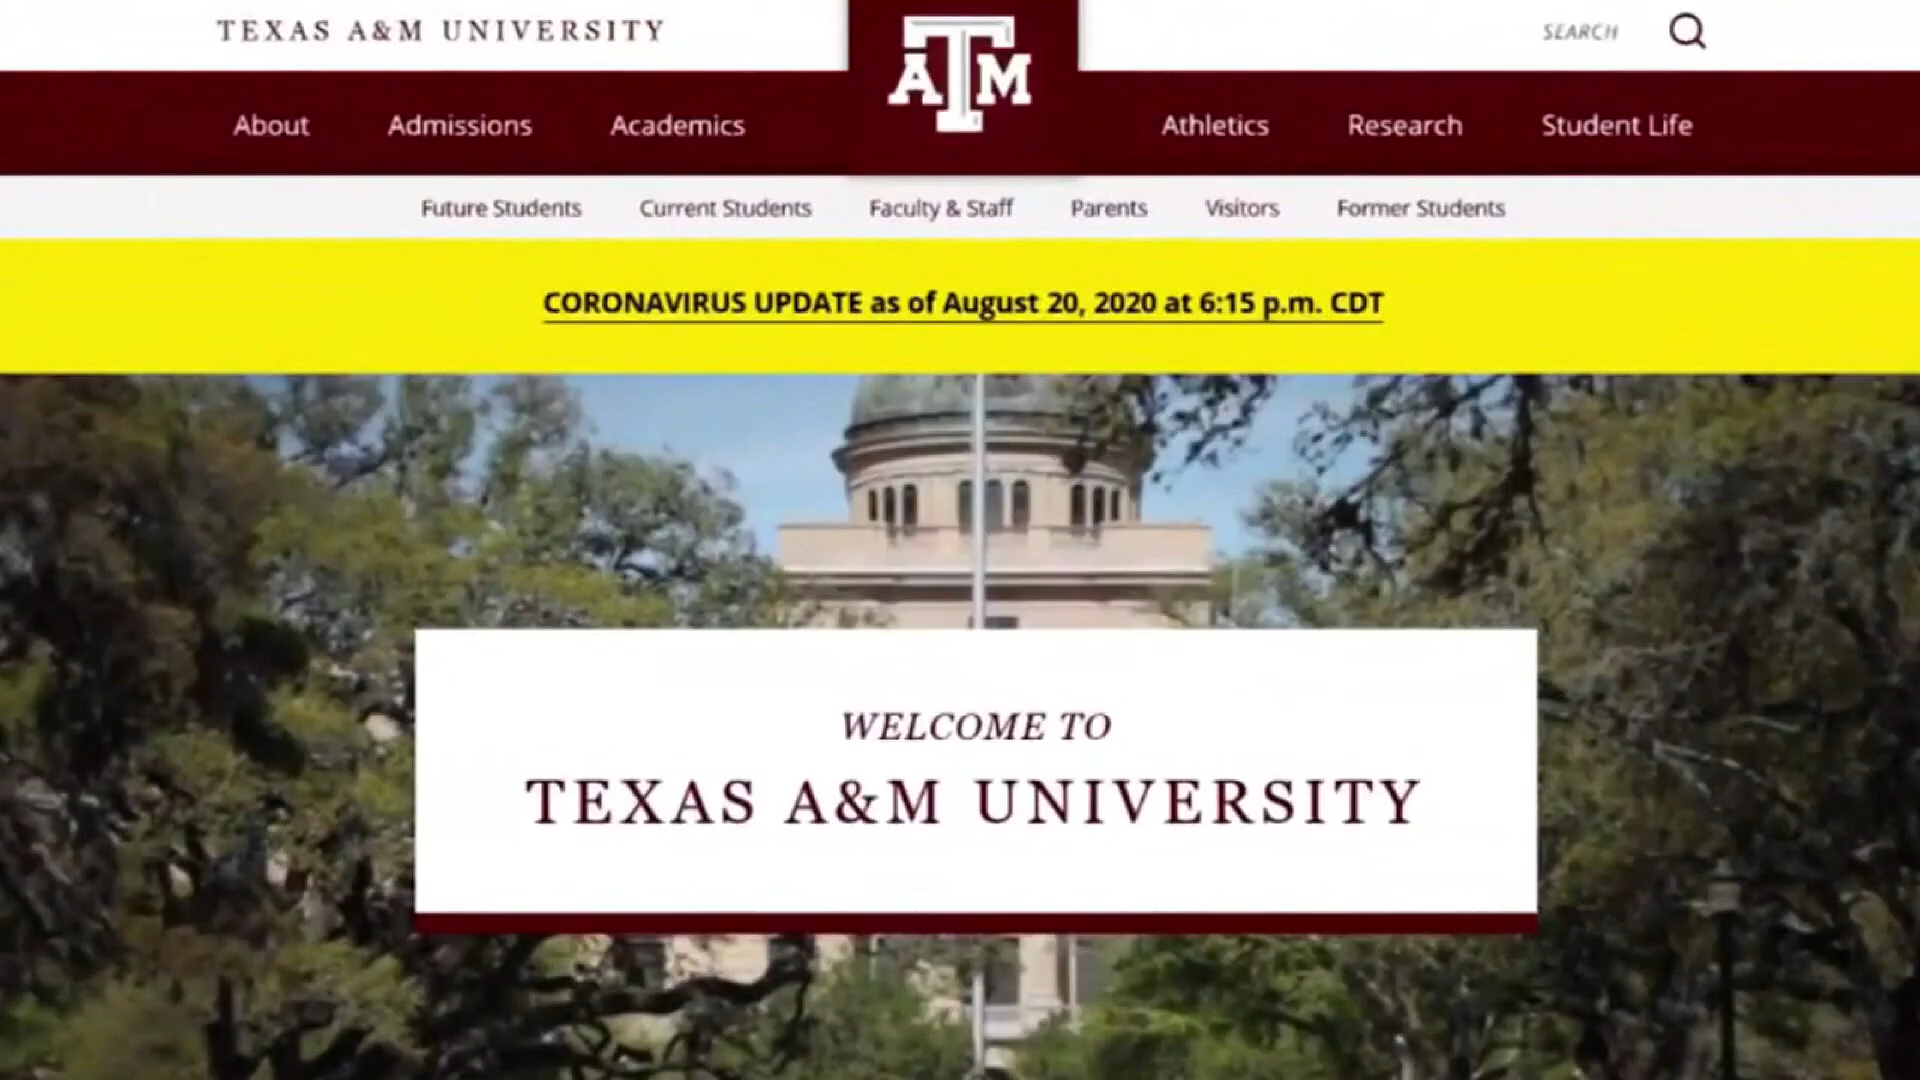 TEXAS A&M UNIVERSITY
ATM
SEARCH
About Admissions Academics Athletics Research Student Life
Future Students Current Students Faculty & Staff Parents Visitors Former Students
CORONAVIRUS UPDATE as of August 20, 2020 at 6:15 p.m. CDT
WELCOME TO
TEXAS A&M UNIVERSITY